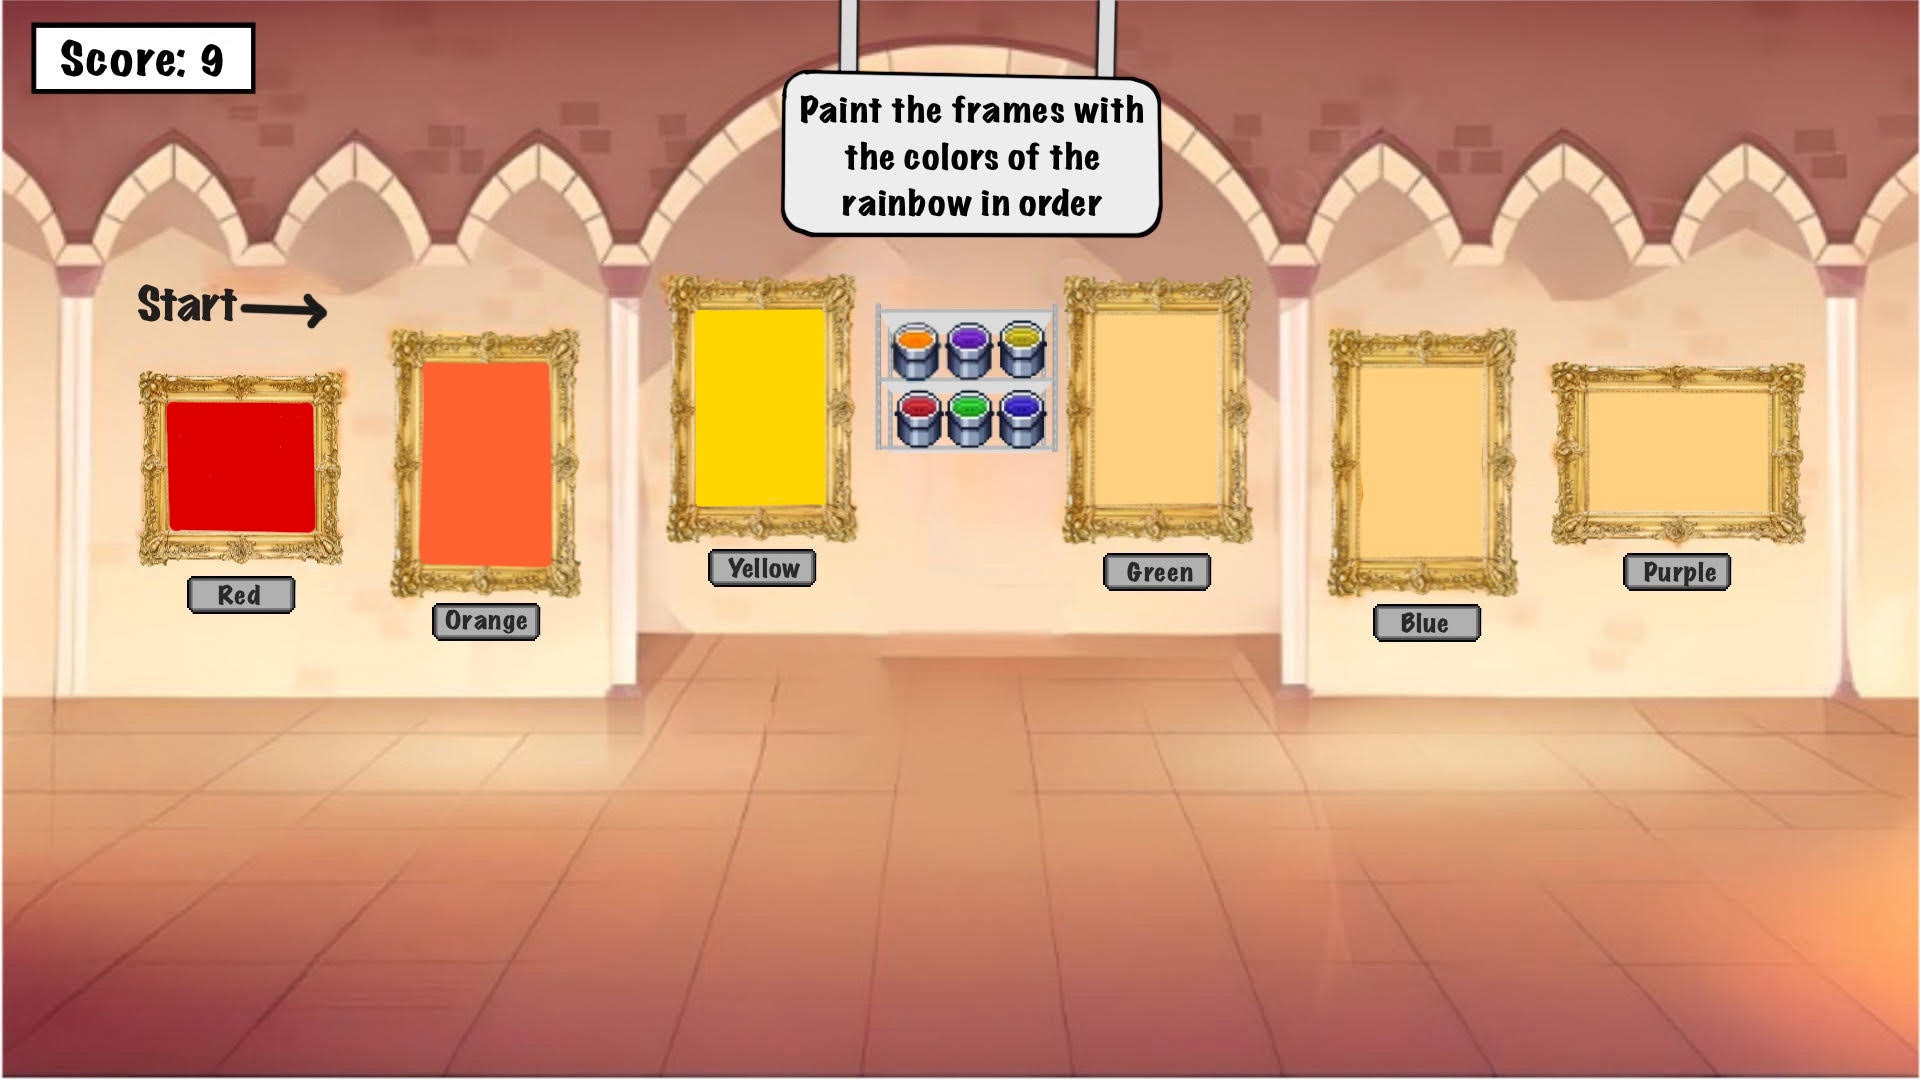 Score: 9
Paint the frames with
the colors of the
rainbow in order
Start
Red
Orange
Yellow
Green
Blue
Purple